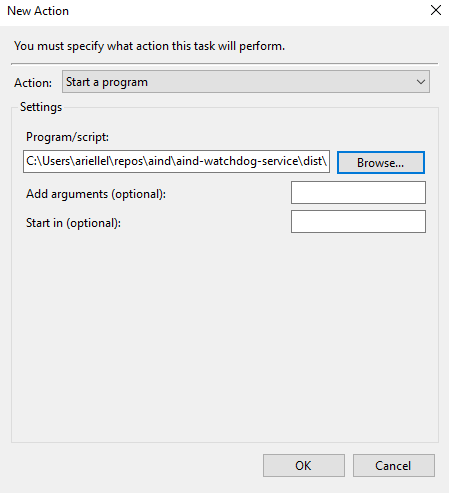 New Action
You must specify what action this task will perform.
Action: Start a program
Settings
Program/script:
C:\Users\ariellel\repos\aind\aind-watchdog-service\dist\ Browse...
Add arguments (optional):
Start in (optional):
OK Cancel